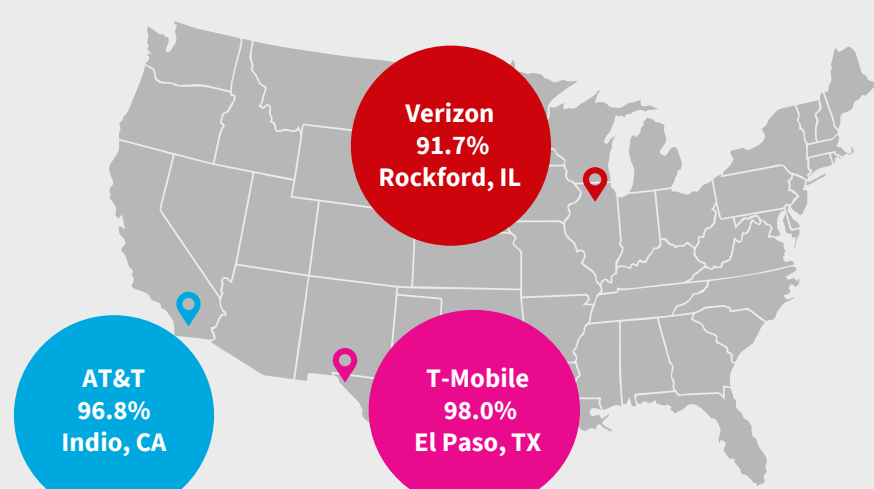 Verizon
91.7%
Rockford, IL
AT&T
96.8%
Indio, CA
T-Mobile
98.0%
El Paso, TX